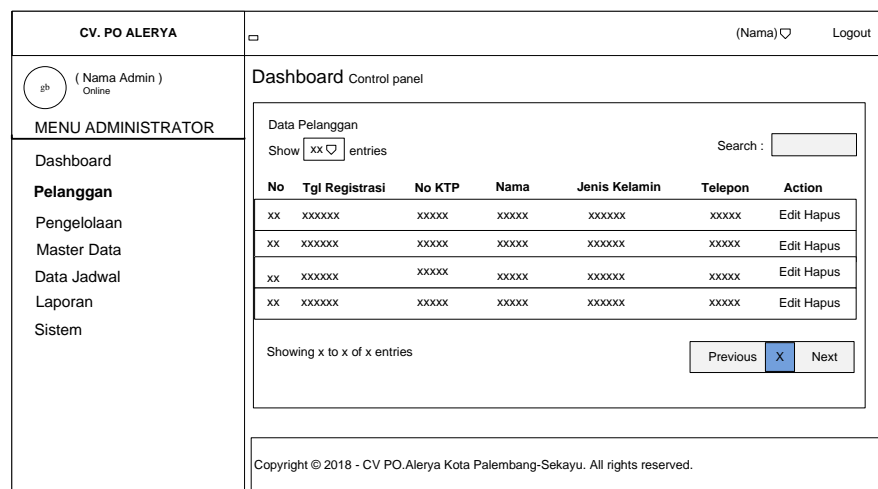 CV. PO ALERYA
(Nama) Logout
gb
( Nama Admin )
Online
MENU ADMINISTRATOR
Dashboard
Pelanggan
Pengelolaan
Master Data
Data Jadwal
Laporan
Sistem
Dashboard Control panel
Data Pelanggan
Show xx entries
Search :
No Tgl Registrasi No KTP Nama Jenis Kelamin Telepon Action
xx xxxxxx xxxxx xxxxx xxxxxx xxxxx Edit Hapus
xx xxxxxx xxxxx xxxxx xxxxxx xxxxx Edit Hapus
xx xxxxxx xxxxx xxxxx xxxxxx xxxxx Edit Hapus
xx xxxxxx xxxxx xxxxx xxxxxx xxxxx Edit Hapus
Showing x to x of x entries
Previous X Next
Copyright © 2018 - CV PO.Alerya Kota Palembang-Sekayu. All rights reserved.